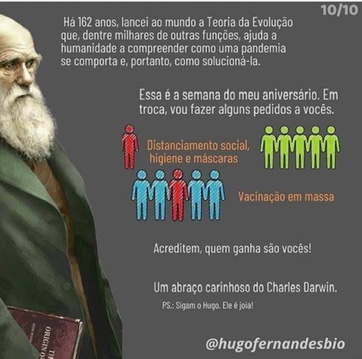 10/10
Há 162 anos, lancei ao mundo a Teoria da Evolução
que, dentre milhares de outras funções, ajuda a
humanidade a compreender como uma pandemia
se comporta e, portanto, como solucioná-la.
Essa é a semana do meu aniversário. Em
troca, vou fazer alguns pedidos a vocês.
Distanciamento social,
higiene e máscaras
Vacinação em massa
Acreditem, quem ganha são vocês!
Um abraço carinhoso do Charles Darwin.
PS.: Sigam o Hugo. Ele é joia!
ORIGIN OF
@hugofernandesbio